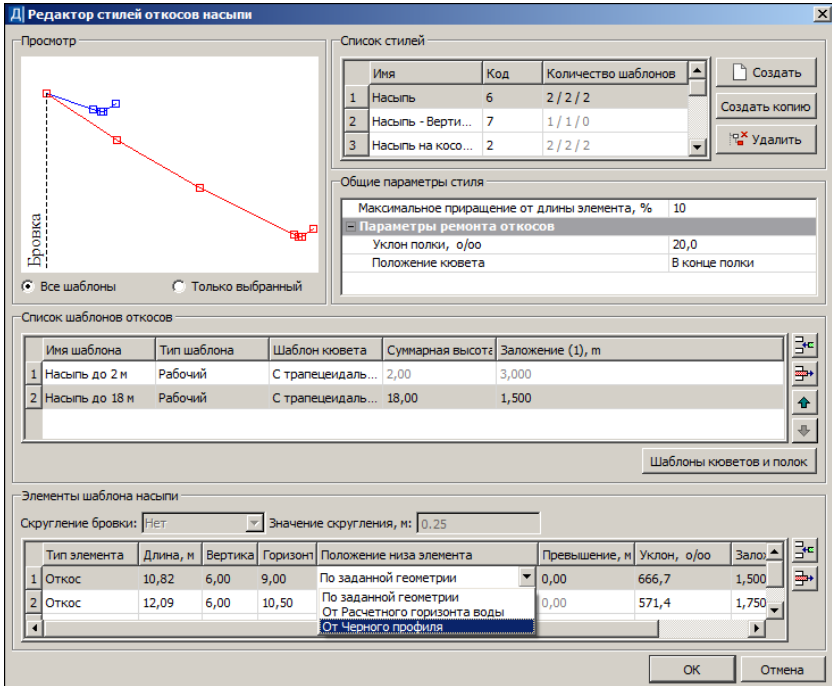 Редактор стилей откосов насыпи
Просмотр
Бровка
Все шаблоны Только выбранный
Список стилей
Имя Код Количество шаблонов
1 Насыпь 6 2 / 2 / 2
2 Насыпь - Верти... 7 1 / 1 / 0
3 Насыпь на косо... 2 2 / 2 / 2
Создать
Создать копию
Удалить
Общие параметры стиля
Максимальное приращение от длины элемента, % 10
Параметры ремонта откосов
Уклон полки, о/оо 20,0
Положение кювета В конце полки
Список шаблонов откосов
Имя шаблона Тип шаблона Шаблон кювета Суммарная высота Заложение (1), m
1 Насыпь до 2 м Рабочий С трапецеидаль... 2,00 3,000
2 Насыпь до 18 м Рабочий С трапецеидаль... 18,00 1,500
Шаблоны кюветов и полок
Элементы шаблона насыпи
Скругление бровки: Нет Значение скругления, м: 0.25
Тип элемента Длина, м Вертика Горизонт Положение низа элемента Превышение, м Уклон, о/оо Залож
1 Откос 10,82 6,00 9,00 По заданной геометрии 0,00 666,7 1,500
2 Откос 12,09 6,00 10,50 По заданной геометрии 0,00 571,4 1,750
От Расчетного горизонта воды
От Черного профиля
OK Отмена